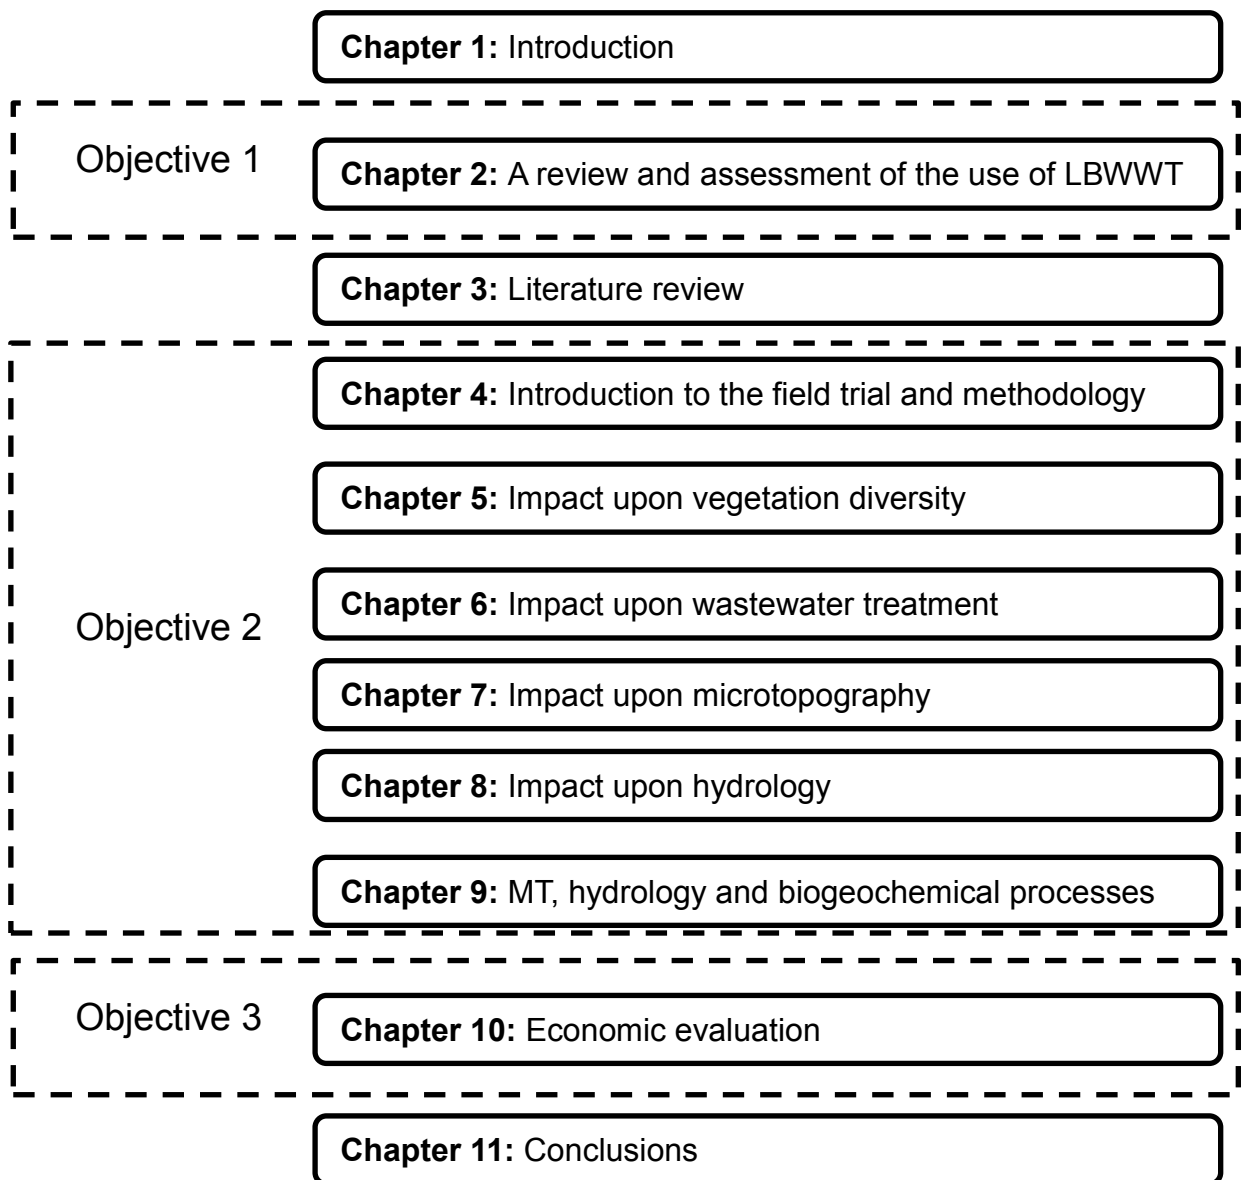 Chapter 1: Introduction
Objective 1
Chapter 2: A review and assessment of the use of LBWWT
Chapter 3: Literature review
Chapter 4: Introduction to the field trial and methodology
Chapter 5: Impact upon vegetation diversity
Objective 2
Chapter 6: Impact upon wastewater treatment
Chapter 7: Impact upon microtopography
Chapter 8: Impact upon hydrology
Chapter 9: MT, hydrology and biogeochemical processes
Objective 3
Chapter 10: Economic evaluation
Chapter 11: Conclusions